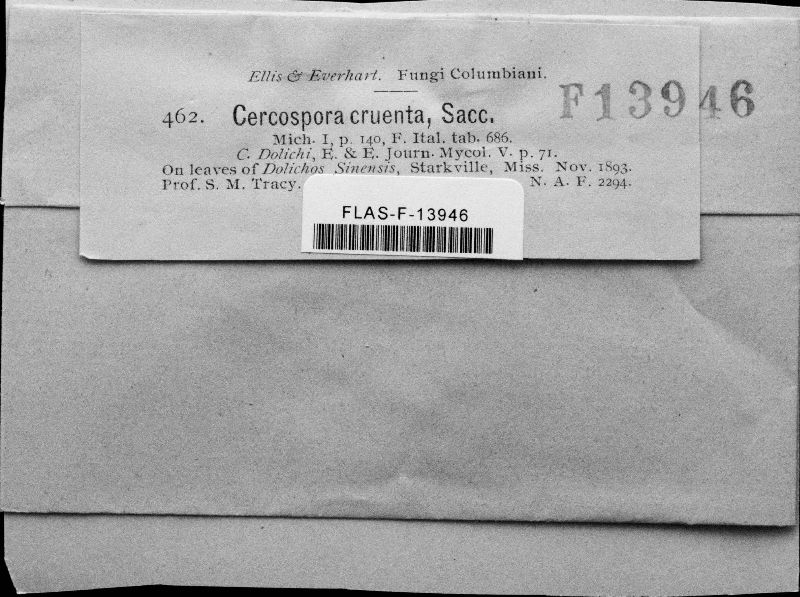 Ellis & Everhart. Fungi Columbiani.
F13946
462. Cercospora cruenta, Sacc.
Mich. I, p. 140, F. Ital. tab. 686.
C. Dolichi, E. & E. Journ. Mycol. V. p. 71.
On leaves of Dolichos Sinensis, Starkville, Miss. Nov. 1893.
Prof. S. M. Tracy. N. A. F. 2294.
FLAS-F-13946